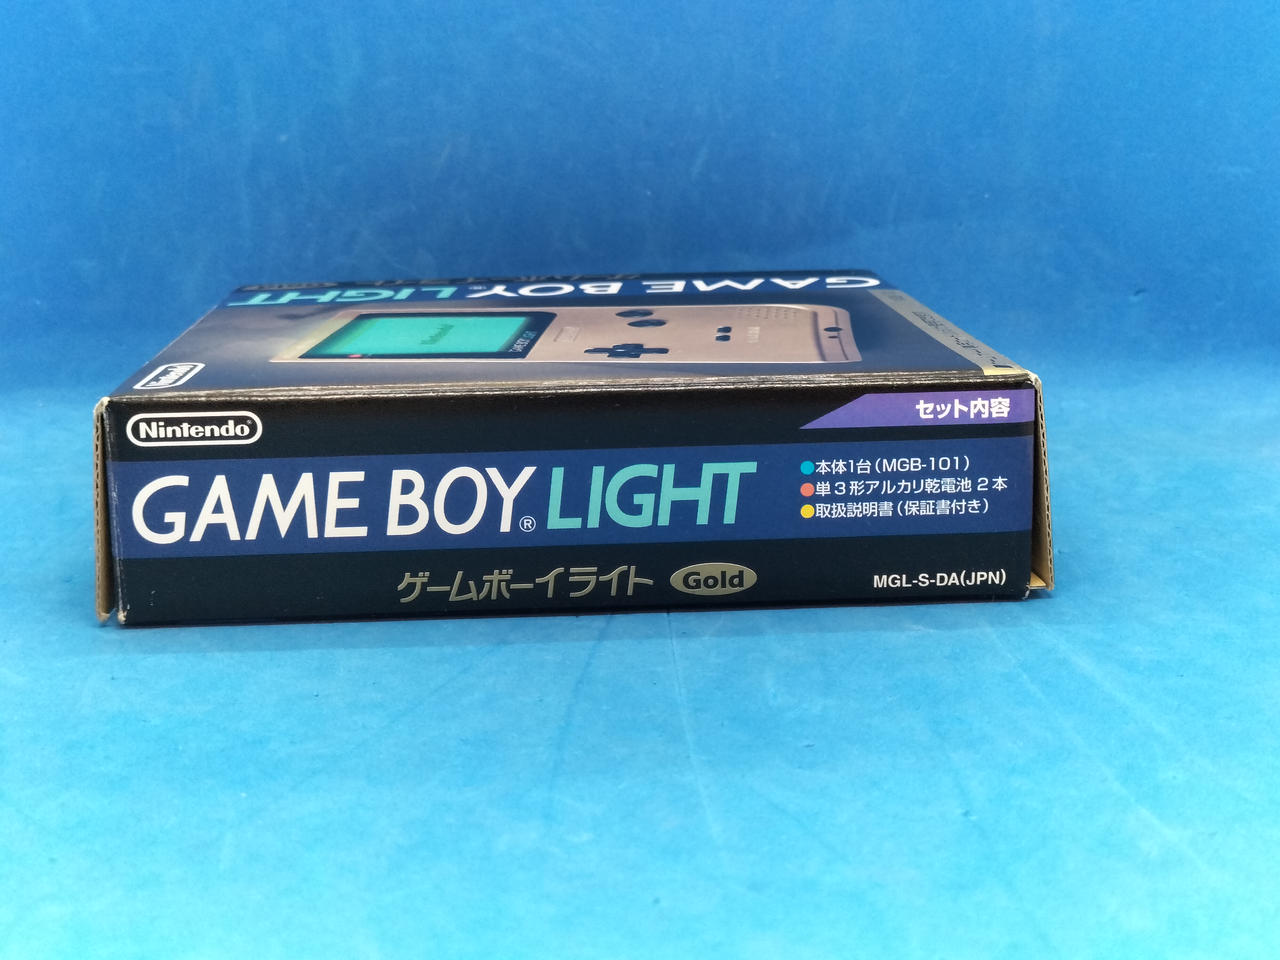 GAME BOY® LIGHT
Nintendo
Nintendo
Nintendo®
セット内容
GAME BOY® LIGHT
●本体1台(MGB-101)
●単3形アルカリ乾電池2本
●取扱説明書(保証書付き)
ゲームボーイライト Gold
MGL-S-DA(JPN)